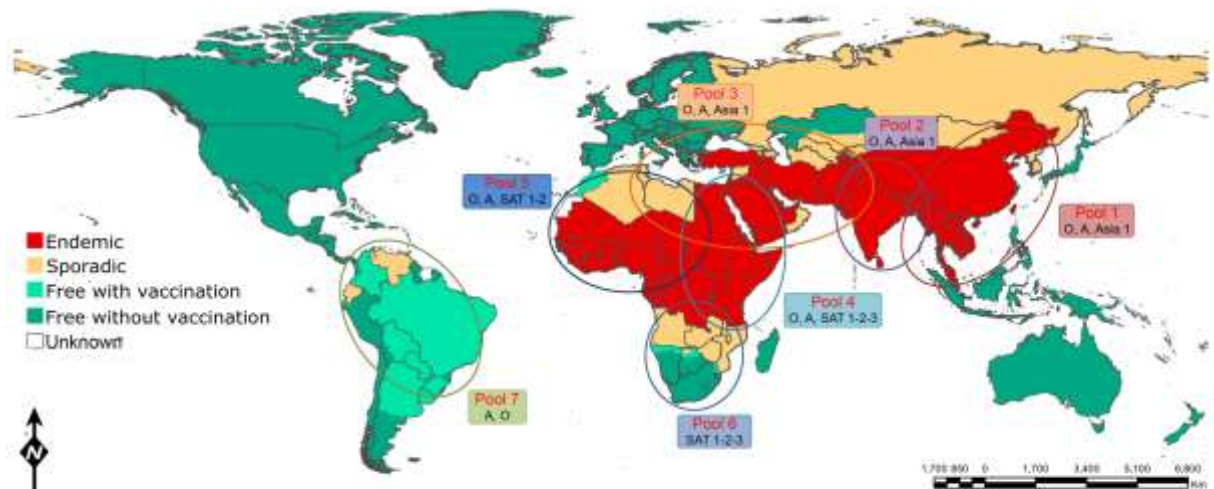 Pool 3
O, A, Asia 1
Pool 2
O, A, Asia 1
Pool 5
O, A, SAT 1-2
Pool 1
O, A, Asia 1
Endemic
Sporadic
Free with vaccination
Free without vaccination
Unknown
Pool 4
O, A, SAT 1-2-3
Pool 7
A, O
Pool 6
SAT 1-2-3
N
1,700 850 0 1,700 3,400 5,100 6,800
Km